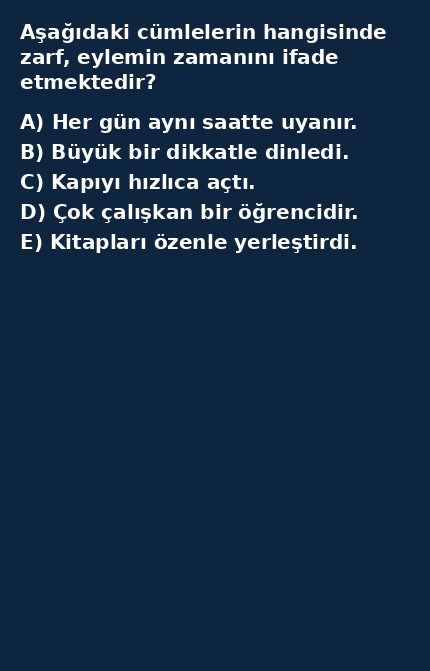 Aşağıdaki cümlelerin hangisinde
zarf, eylemin zamanını ifade
etmektedir?
A) Her gün aynı saatte uyanır.
B) Büyük bir dikkatle dinledi.
C) Kapıyı hızlıca açtı.
D) Çok çalışkan bir öğrencidir.
E) Kitapları özenle yerleştirdi.